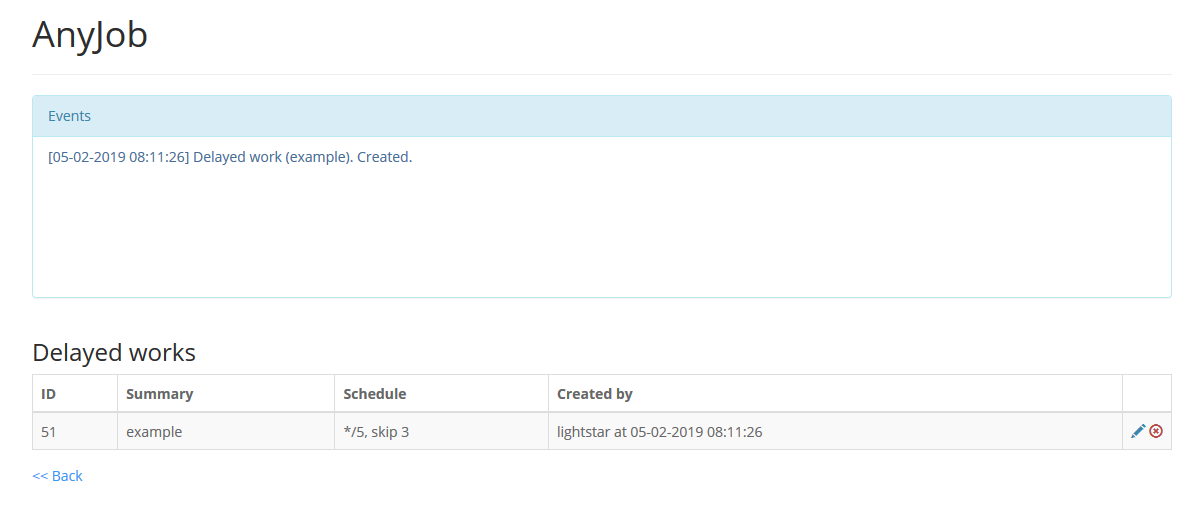 AnyJob
Events
[05-02-2019 08:11:26] Delayed work (example). Created.
Delayed works
ID Summary Schedule Created by
51 example */5, skip 3 lightstar at 05-02-2019 08:11:26
<< Back